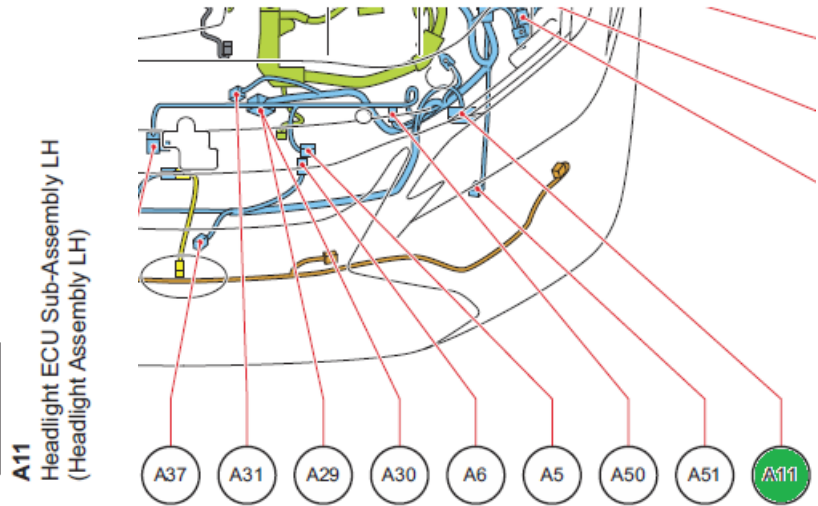 A11
Headlight ECU Sub-Assembly LH
(Headlight Assembly LH)
A37
A31
A29
A30
A6
A5
A50
A51
A11